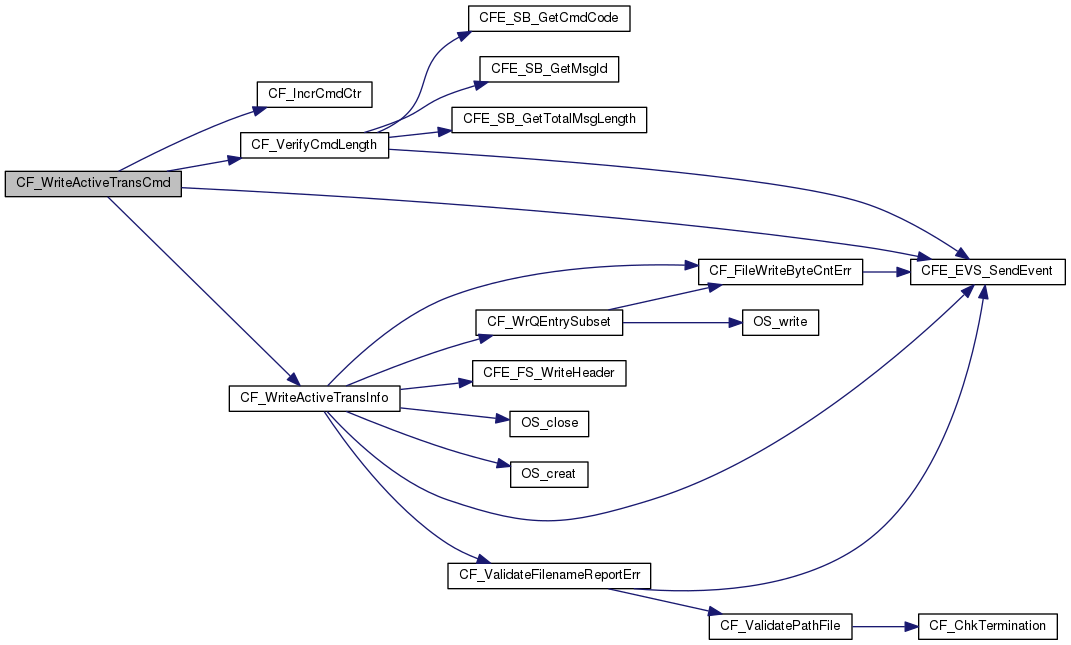 CFE_SB_GetCmdCode
CFE_SB_GetMsgId
CF_IncrCmdCtr
CFE_SB_GetTotalMsgLength
CF_VerifyCmdLength
CF_WriteActiveTransCmd
CF_FileWriteByteCntErr
CFE_EVS_SendEvent
CF_WrQEntrySubset
OS_write
CFE_FS_WriteHeader
CF_WriteActiveTransInfo
OS_close
OS_creat
CF_ValidateFilenameReportErr
CF_ValidatePathFile
CF_ChkTermination